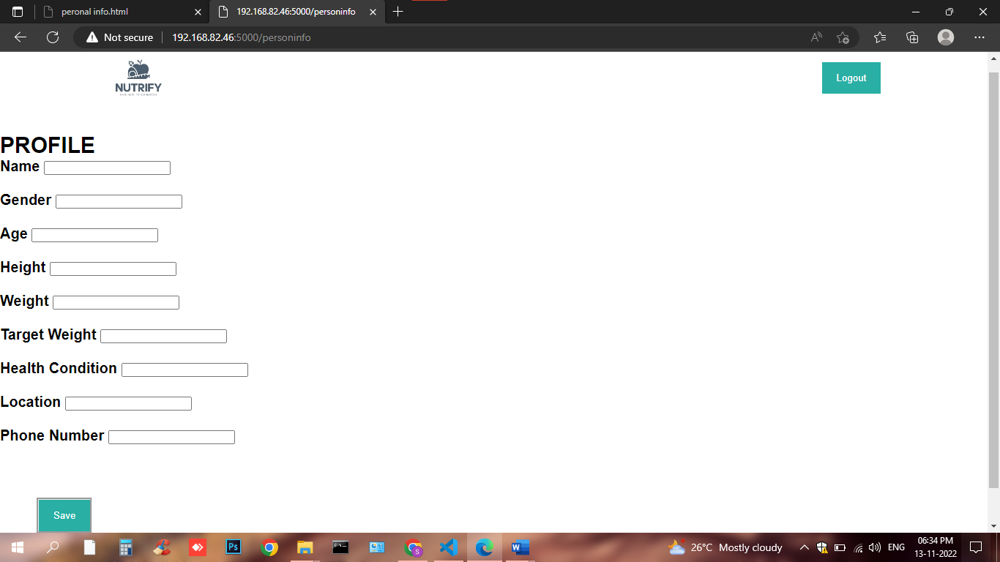 peronal info.html
192.168.82.46:5000/personinfo
Not secure
192.168.82.46:5000/personinfo
NUTRIFY
Logout
PROFILE
Name
Gender
Age
Height
Weight
Target Weight
Health Condition
Location
Phone Number
Save
26°C Mostly cloudy
ENG
06:34 PM
13-11-2022